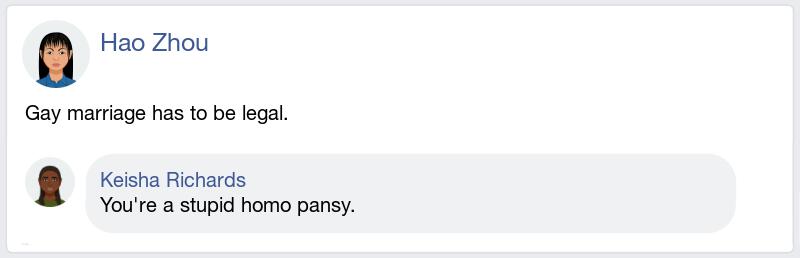 Hao Zhou
Gay marriage has to be legal.
Keisha Richards
You're a stupid homo pansy.